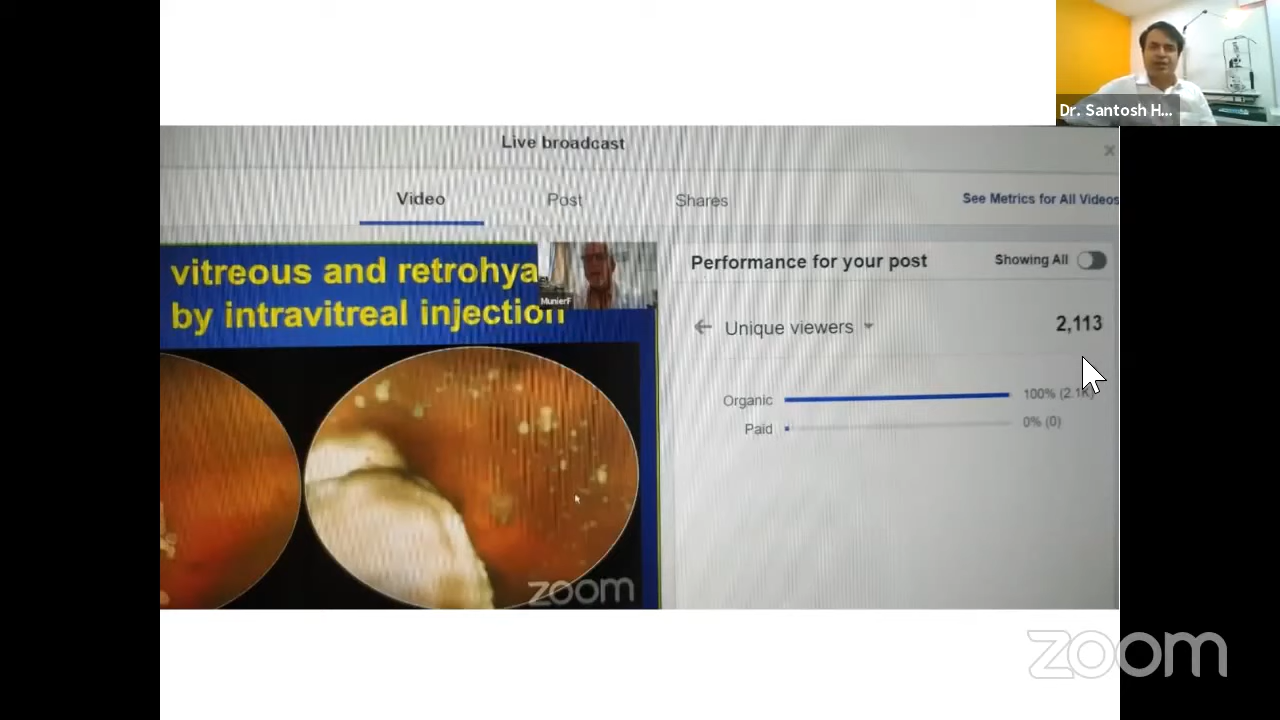 Dr. Santosh H...
Live broadcast
Video
Post
Shares
See Metrics for All Videos
vitreous and retrohya
by intravitreal injection
MunierF
Performance for your post
Showing All
Unique viewers
2,113
Organic
100% (2.1K)
Paid
0% (0)
zoom
zoom